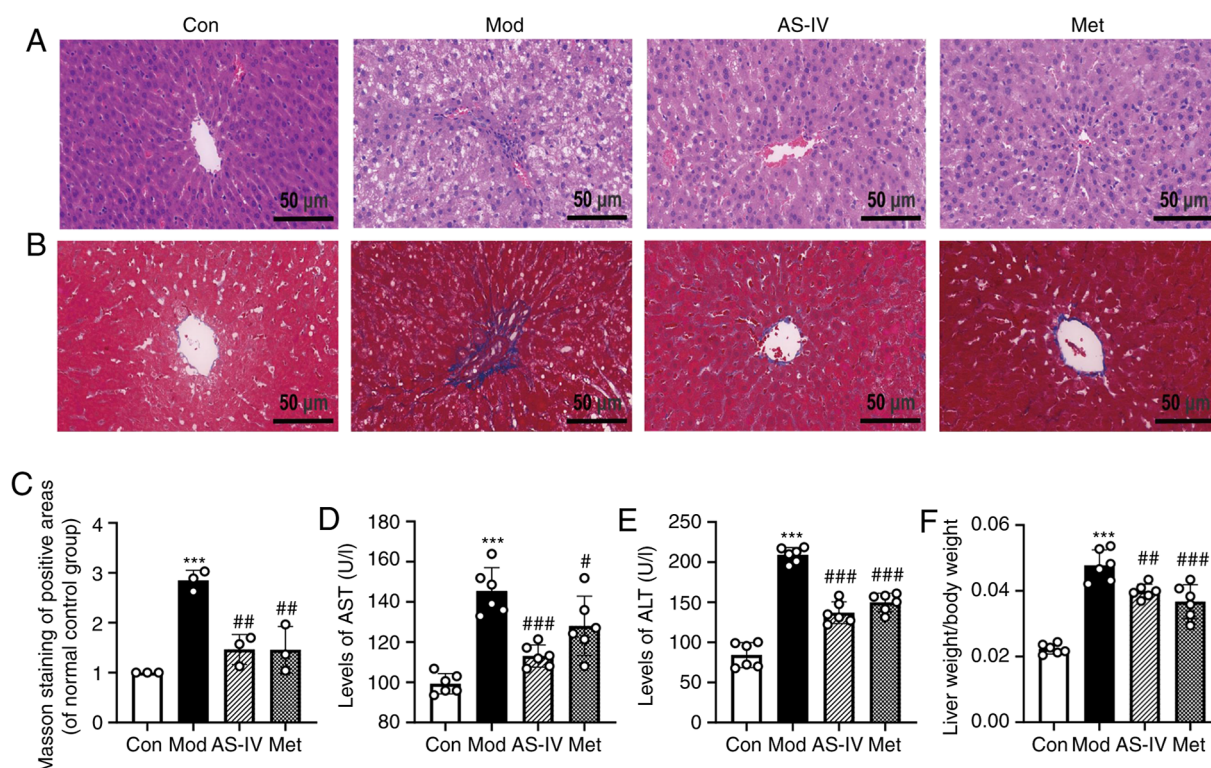 Con Mod AS-IV Met
A
50 µm 50 µm 50 µm 50 µm
B
50 µm 50 µm 50 µm 50 µm
C
Masson staining of positive areas
(of normal control group)
4
3
2
1
0
***
##
##
Con Mod AS-IV Met
D
Levels of AST (U/l)
180
160
140
120
100
80
***
###
#
Con Mod AS-IV Met
E
Levels of ALT (U/l)
250
200
150
100
50
0
***
###
###
Con Mod AS-IV Met
F
Liver weight/body weight
0.06
0.04
0.02
0.00
***
##
###
Con Mod AS-IV Met